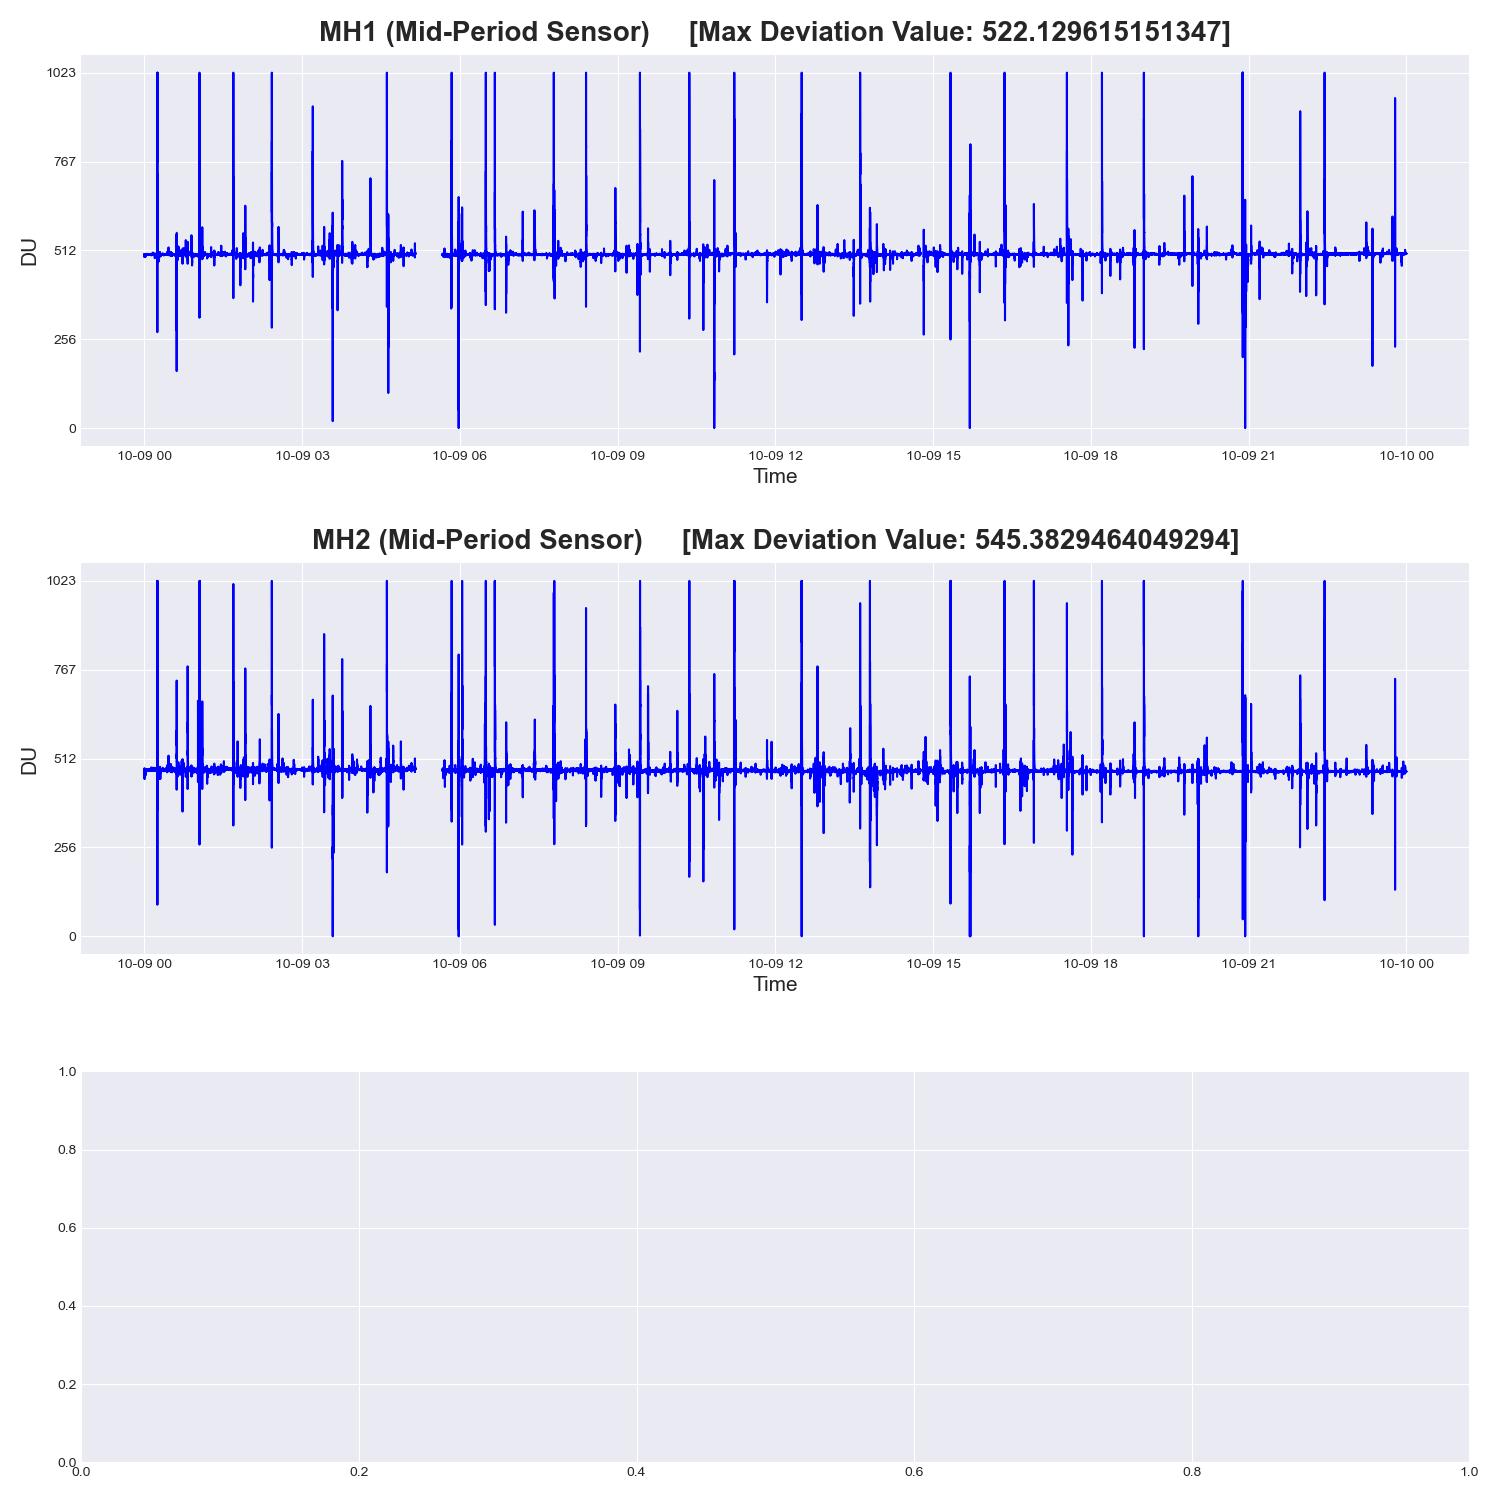 MH1 (Mid-Period Sensor) [Max Deviation Value: 522.129615151347]
1023
767
512
256
0
DU
10-09 00 10-09 03 10-09 06 10-09 09 10-09 12 10-09 15 10-09 18 10-09 21 10-10 00
Time
MH2 (Mid-Period Sensor) [Max Deviation Value: 545.3829464049294]
1023
767
512
256
0
DU
10-09 00 10-09 03 10-09 06 10-09 09 10-09 12 10-09 15 10-09 18 10-09 21 10-10 00
Time
1.0
0.8
0.6
0.4
0.2
0.0
0.0 0.2 0.4 0.6 0.8 1.0